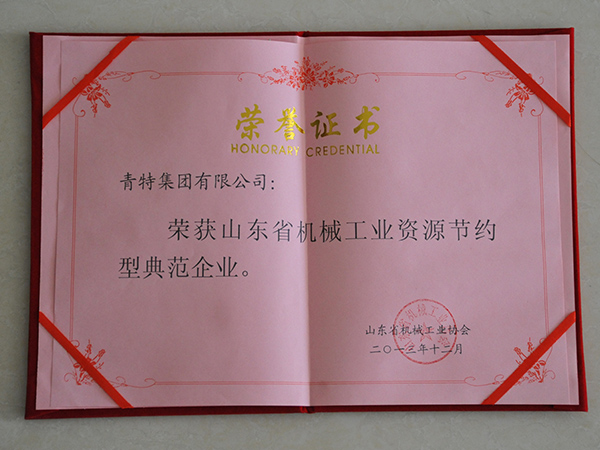 荣誉证书
HONORARY CREDENTIAL
青特集团有限公司：
荣获山东省机械工业资源节约
型典范企业。
山东省机械工业协会
二〇一三年十二月